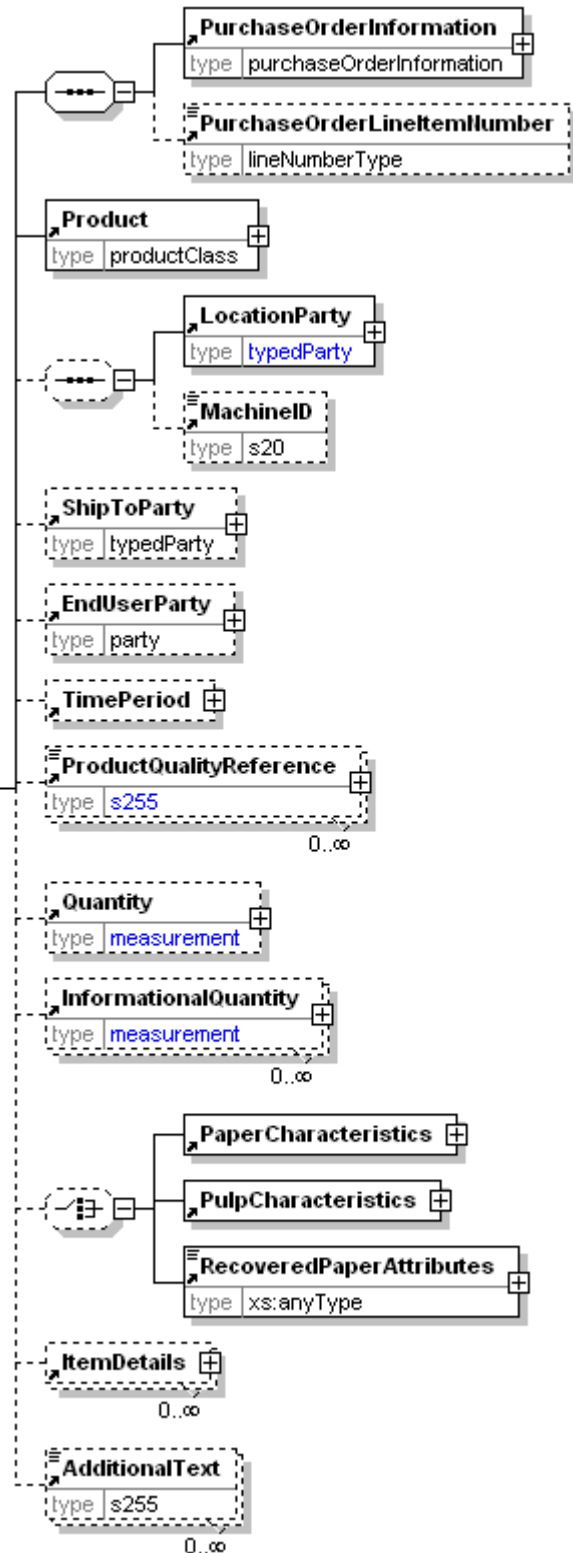 PurchaseOrderInformation
type purchaseOrderInformation
PurchaseOrderLineItemNumber
type lineNumberType
Product
type productClass
LocationParty
type typedParty
MachineID
type s20
ShipToParty
type typedParty
EndUserParty
type party
TimePeriod
ProductQualityReference
type s255
0..∞
Quantity
type measurement
InformationalQuantity
type measurement
0..∞
PaperCharacteristics
PulpCharacteristics
RecoveredPaperAttributes
type xs:anyType
ItemDetails
0..∞
AdditionalText
type s255
0..∞